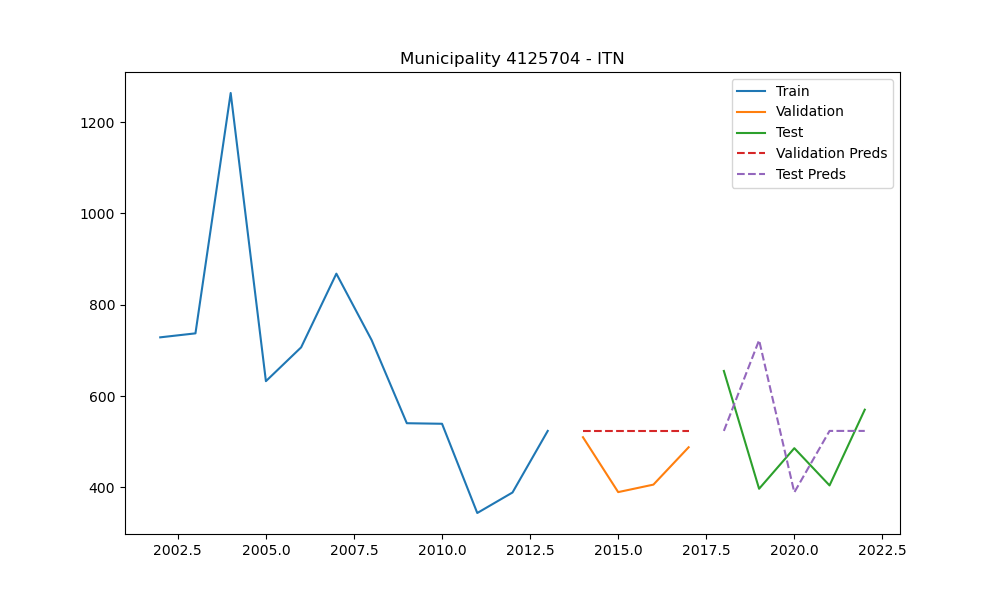 Municipality 4125704 - ITN
Train
Validation
Test
Validation Preds
Test Preds
1200
1000
800
600
400
2002.5 2005.0 2007.5 2010.0 2012.5 2015.0 2017.5 2020.0 2022.5